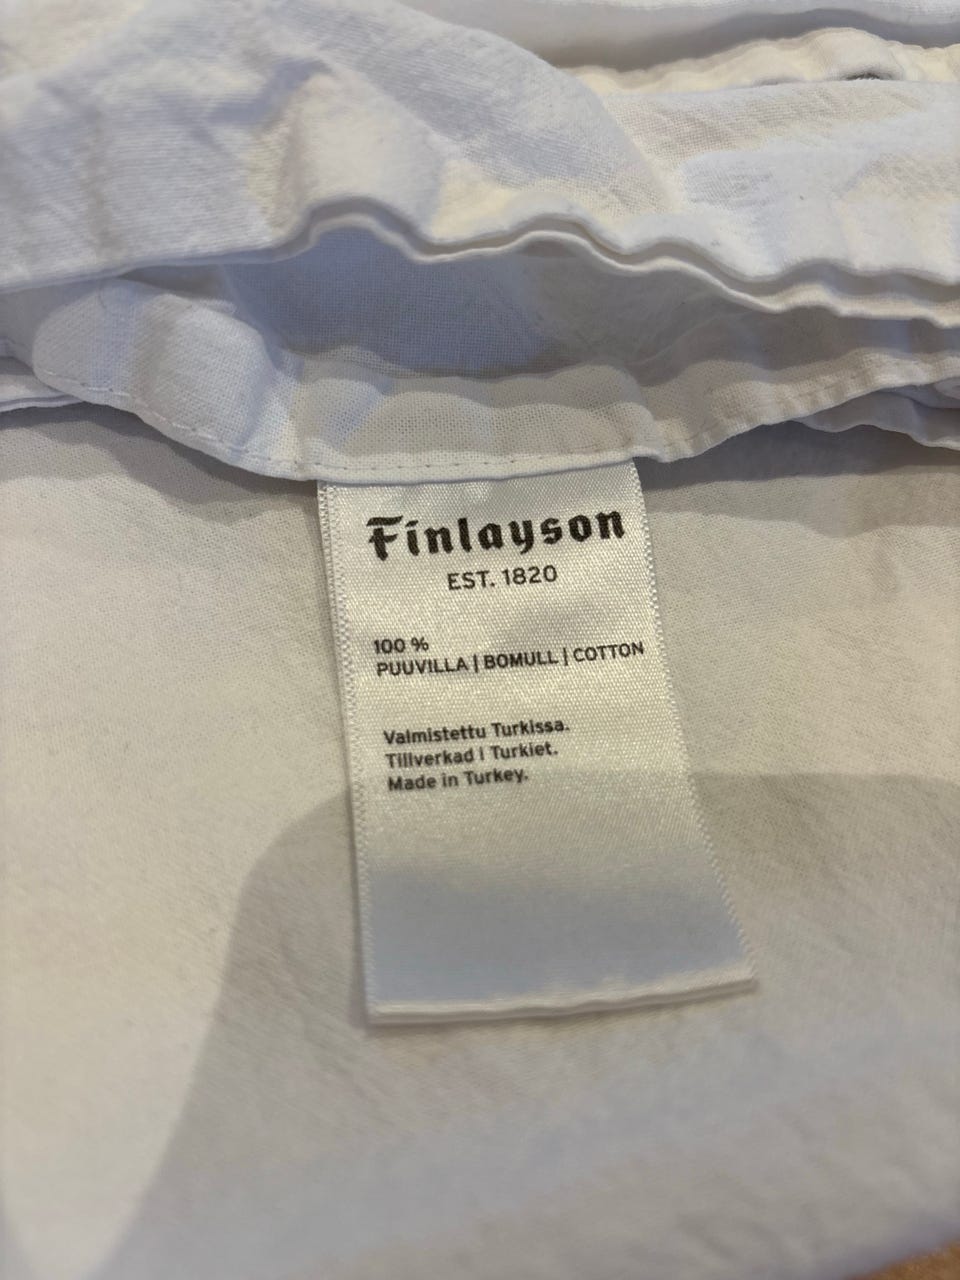 Finlayson
EST. 1820
100 %
PUUVILLA | BOMULL | COTTON
Valmistettu Turkissa.
Tillverkad i Turkiet.
Made in Turkey.